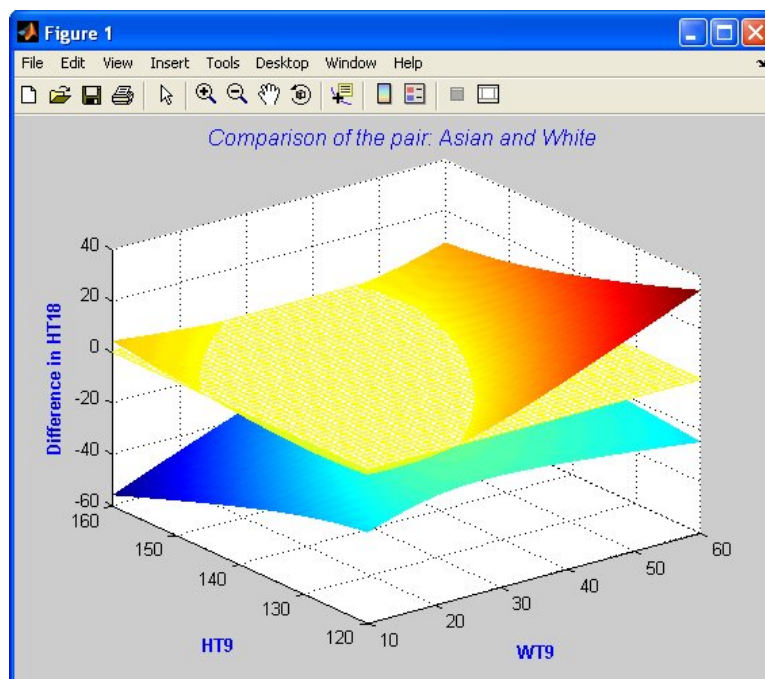 Figure 1
File Edit View Insert Tools Desktop Window Help
Comparison of the pair: Asian and White
40
20
0
-20
-40
-60
Difference in HT18
160
150
140
130
120
HT9
10
20
30
40
50
60
WT9